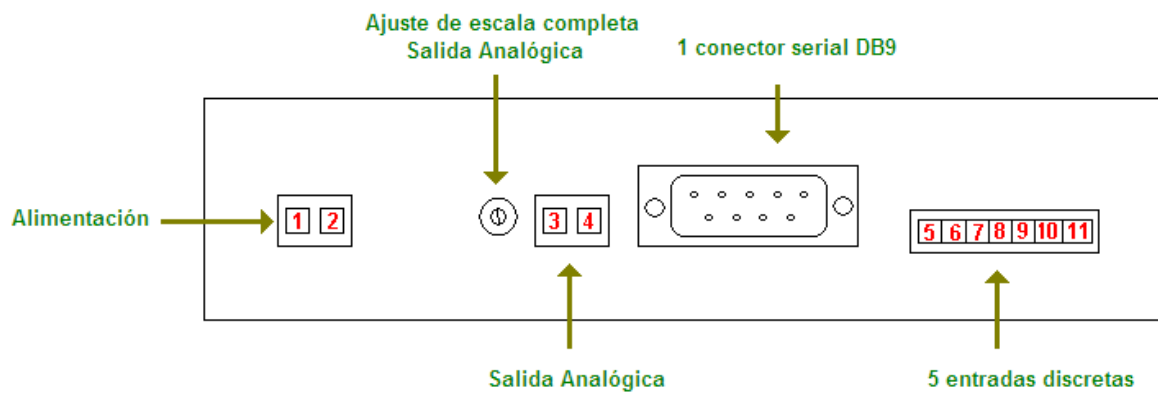 Ajuste de escala completa
Salida Analógica
1 conector serial DB9
Alimentación
1 2
3 4
5 6 7 8 9 10 11
Salida Analógica
5 entradas discretas